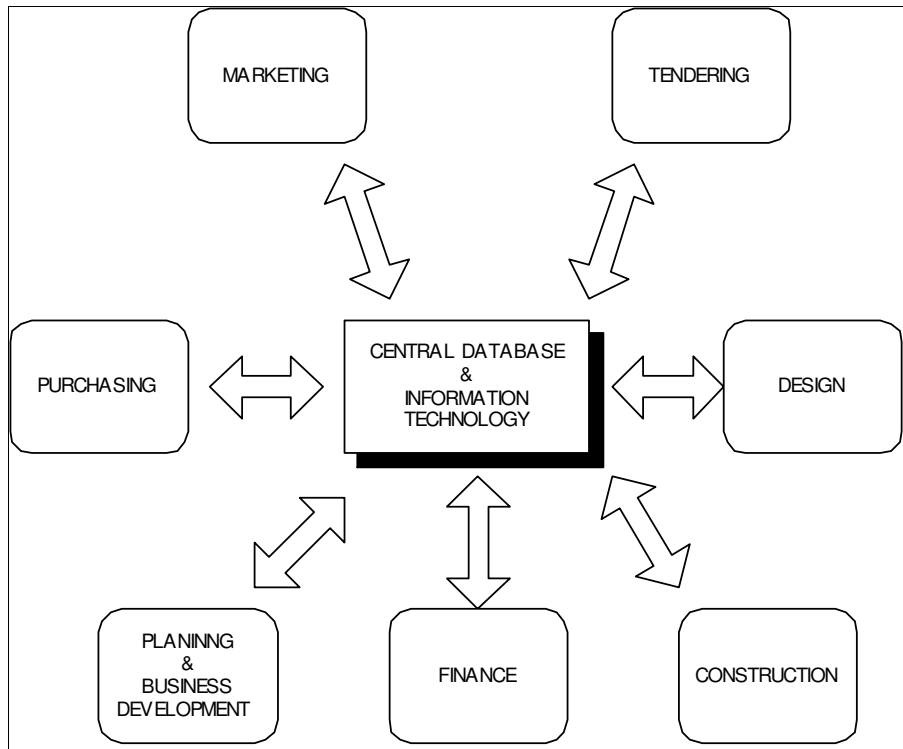 MARKETING
TENDERING
PURCHASING
CENTRAL DATABASE
&
INFORMATION
TECHNOLOGY
DESIGN
PLANINNG
&
BUSINESS
DEVELOPMENT
FINANCE
CONSTRUCTION